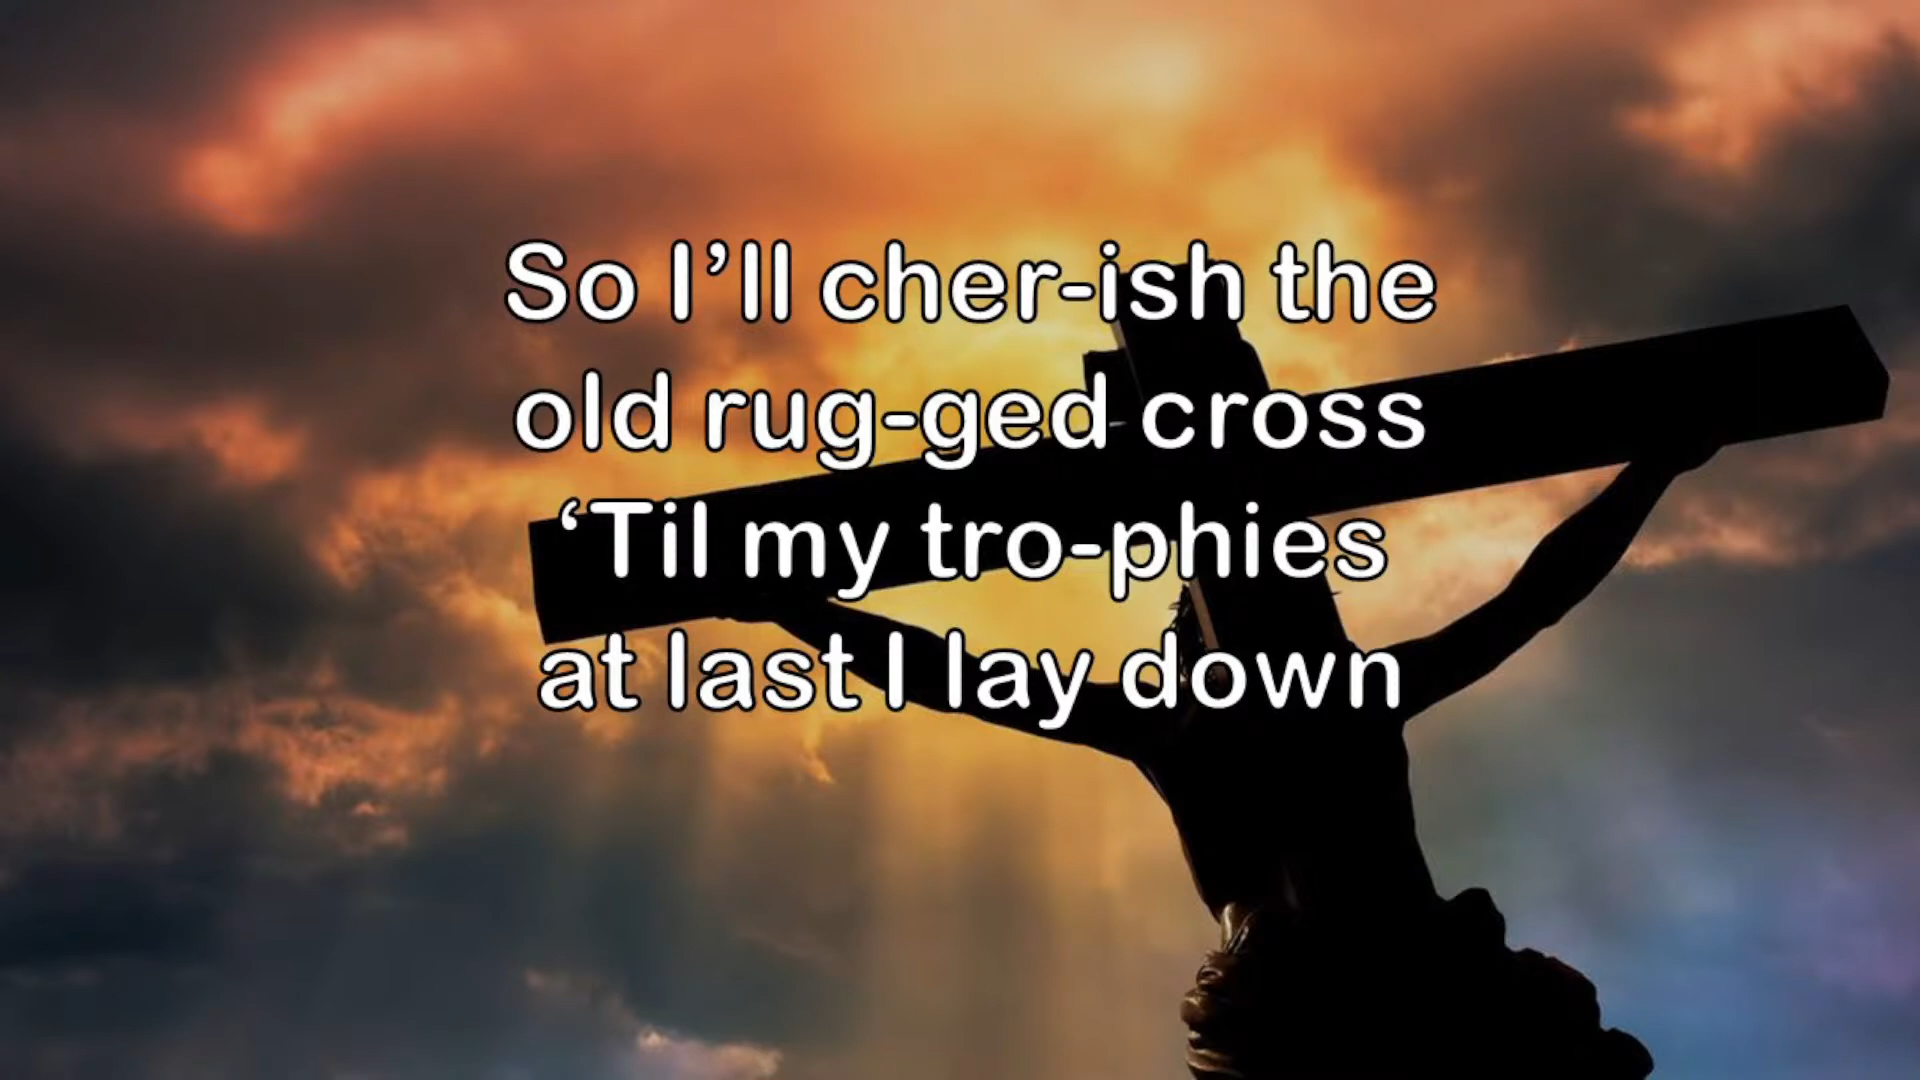 So I’ll cher-ish the
old rug-ged cross
‘Til my tro-phies
at last I lay down